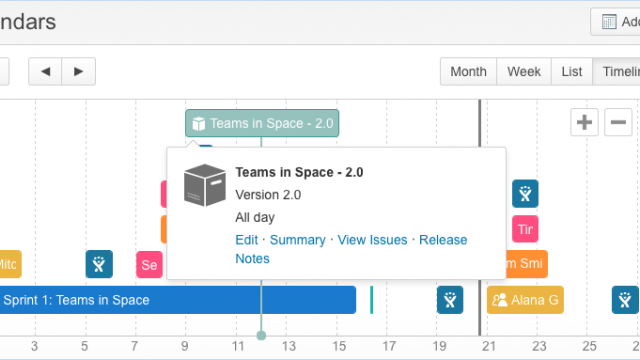 ndars
Add
Month
Week
List
Timelin
Teams in Space - 2.0
Teams in Space - 2.0
Version 2.0
All day
Edit · Summary · View Issues · Release
Notes
Tin
Mitc
Se
m Smi
Sprint 1: Teams in Space
Alana G
3
5
7
9
11
13
15
17
19
21
23
25
2